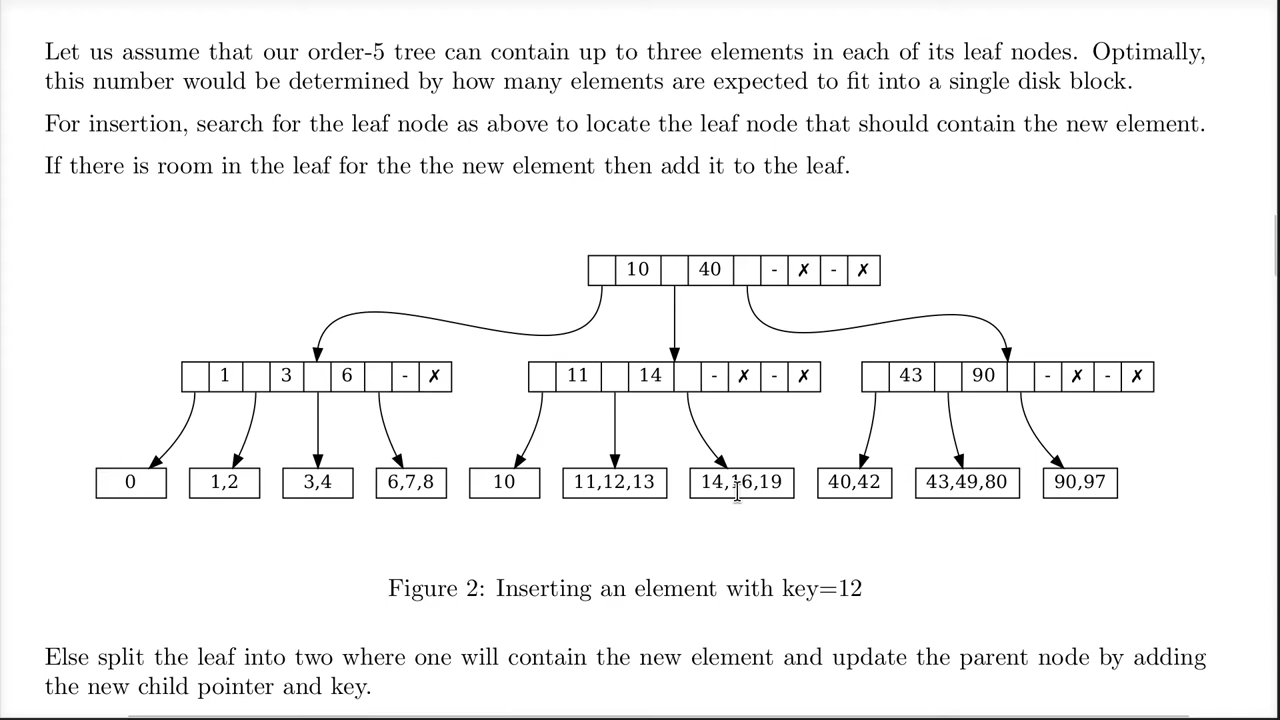 Let us assume that our order-5 tree can contain up to three elements in each of its leaf nodes. Optimally,
this number would be determined by how many elements are expected to fit into a single disk block.
For insertion, search for the leaf node as above to locate the leaf node that should contain the new element.
If there is room in the leaf for the the new element then add it to the leaf.
10 40 - ✗ - ✗
1 3 6 - ✗ 11 14 - ✗ - ✗ 43 90 - ✗ - ✗
0 1,2 3,4 6,7,8 10 11,12,13 14,16,19 40,42 43,49,80 90,97
Figure 2: Inserting an element with key=12
Else split the leaf into two where one will contain the new element and update the parent node by adding
the new child pointer and key.